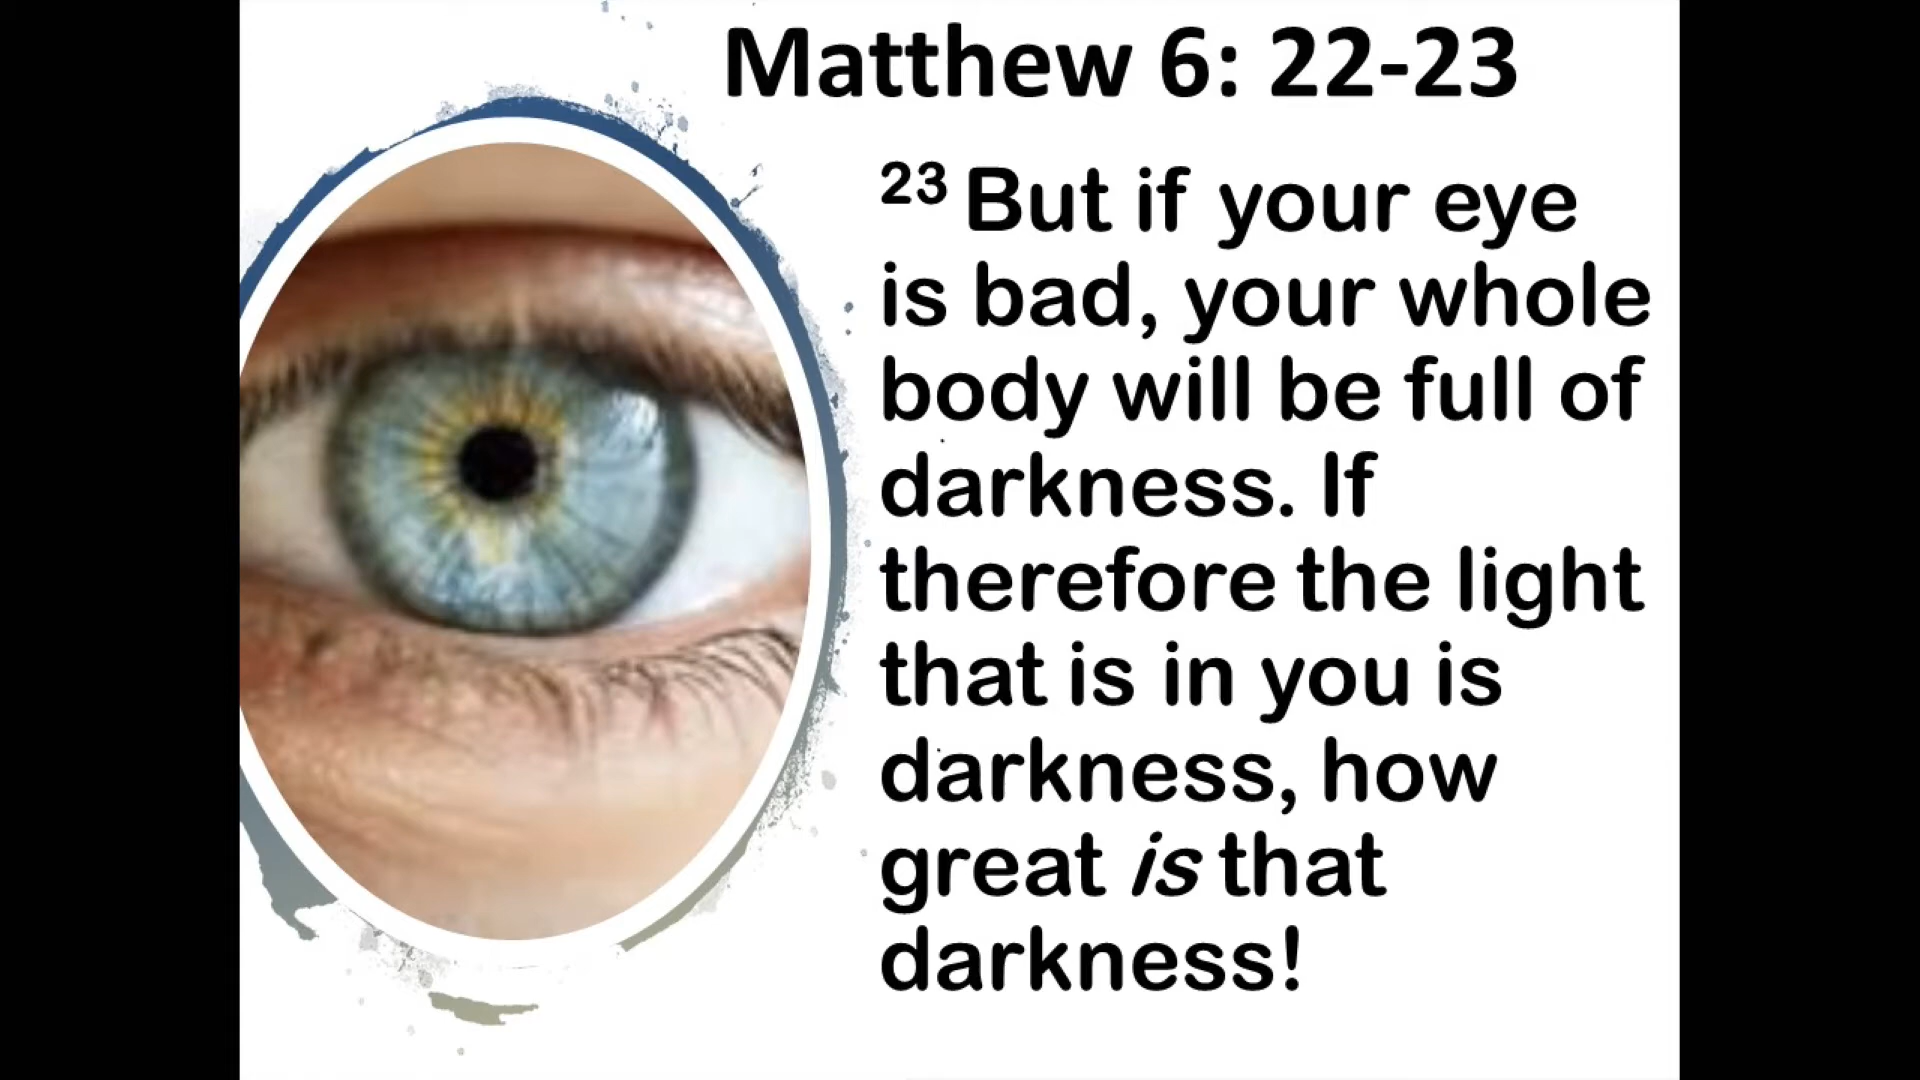 Matthew 6: 22-23
23 But if your eye
is bad, your whole
body will be full of
darkness. If
therefore the light
that is in you is
darkness, how
great is that
darkness!